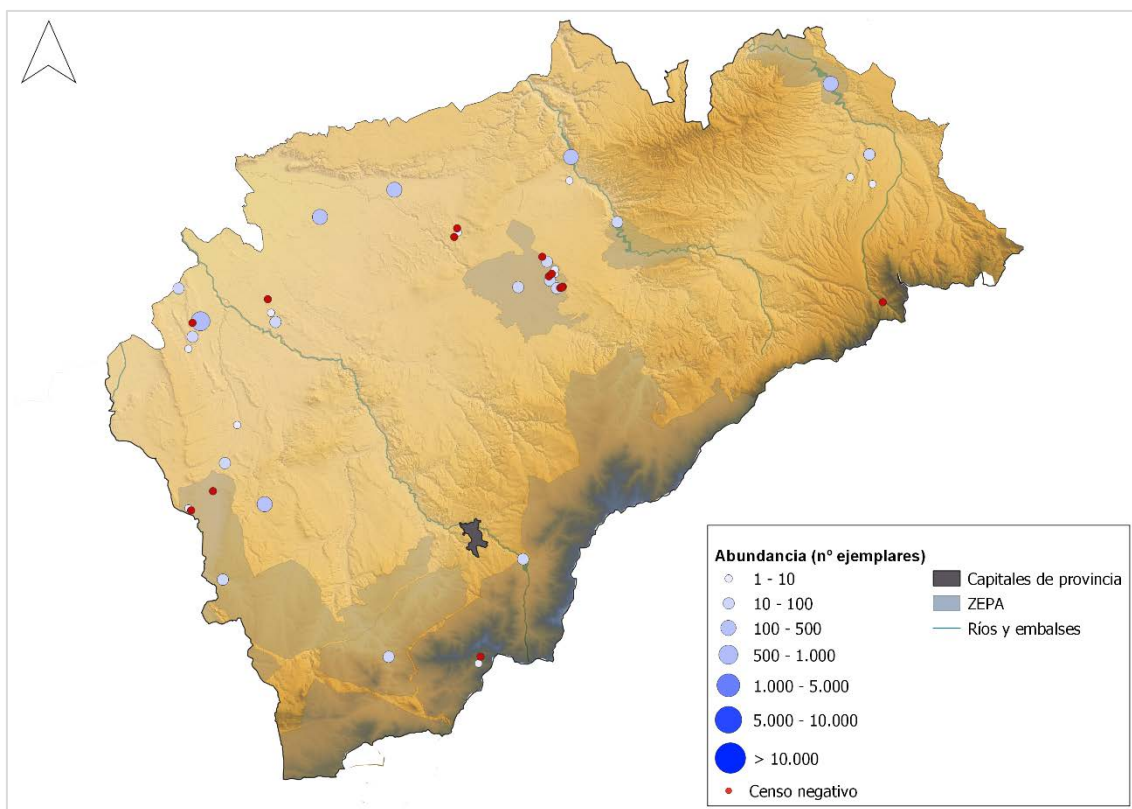 Abundancia (nº ejemplares)
1 - 10
10 - 100
100 - 500
500 - 1.000
1.000 - 5.000
5.000 - 10.000
> 10.000
Censo negativo
Capitales de provincia
ZEPA
Ríos y embalses